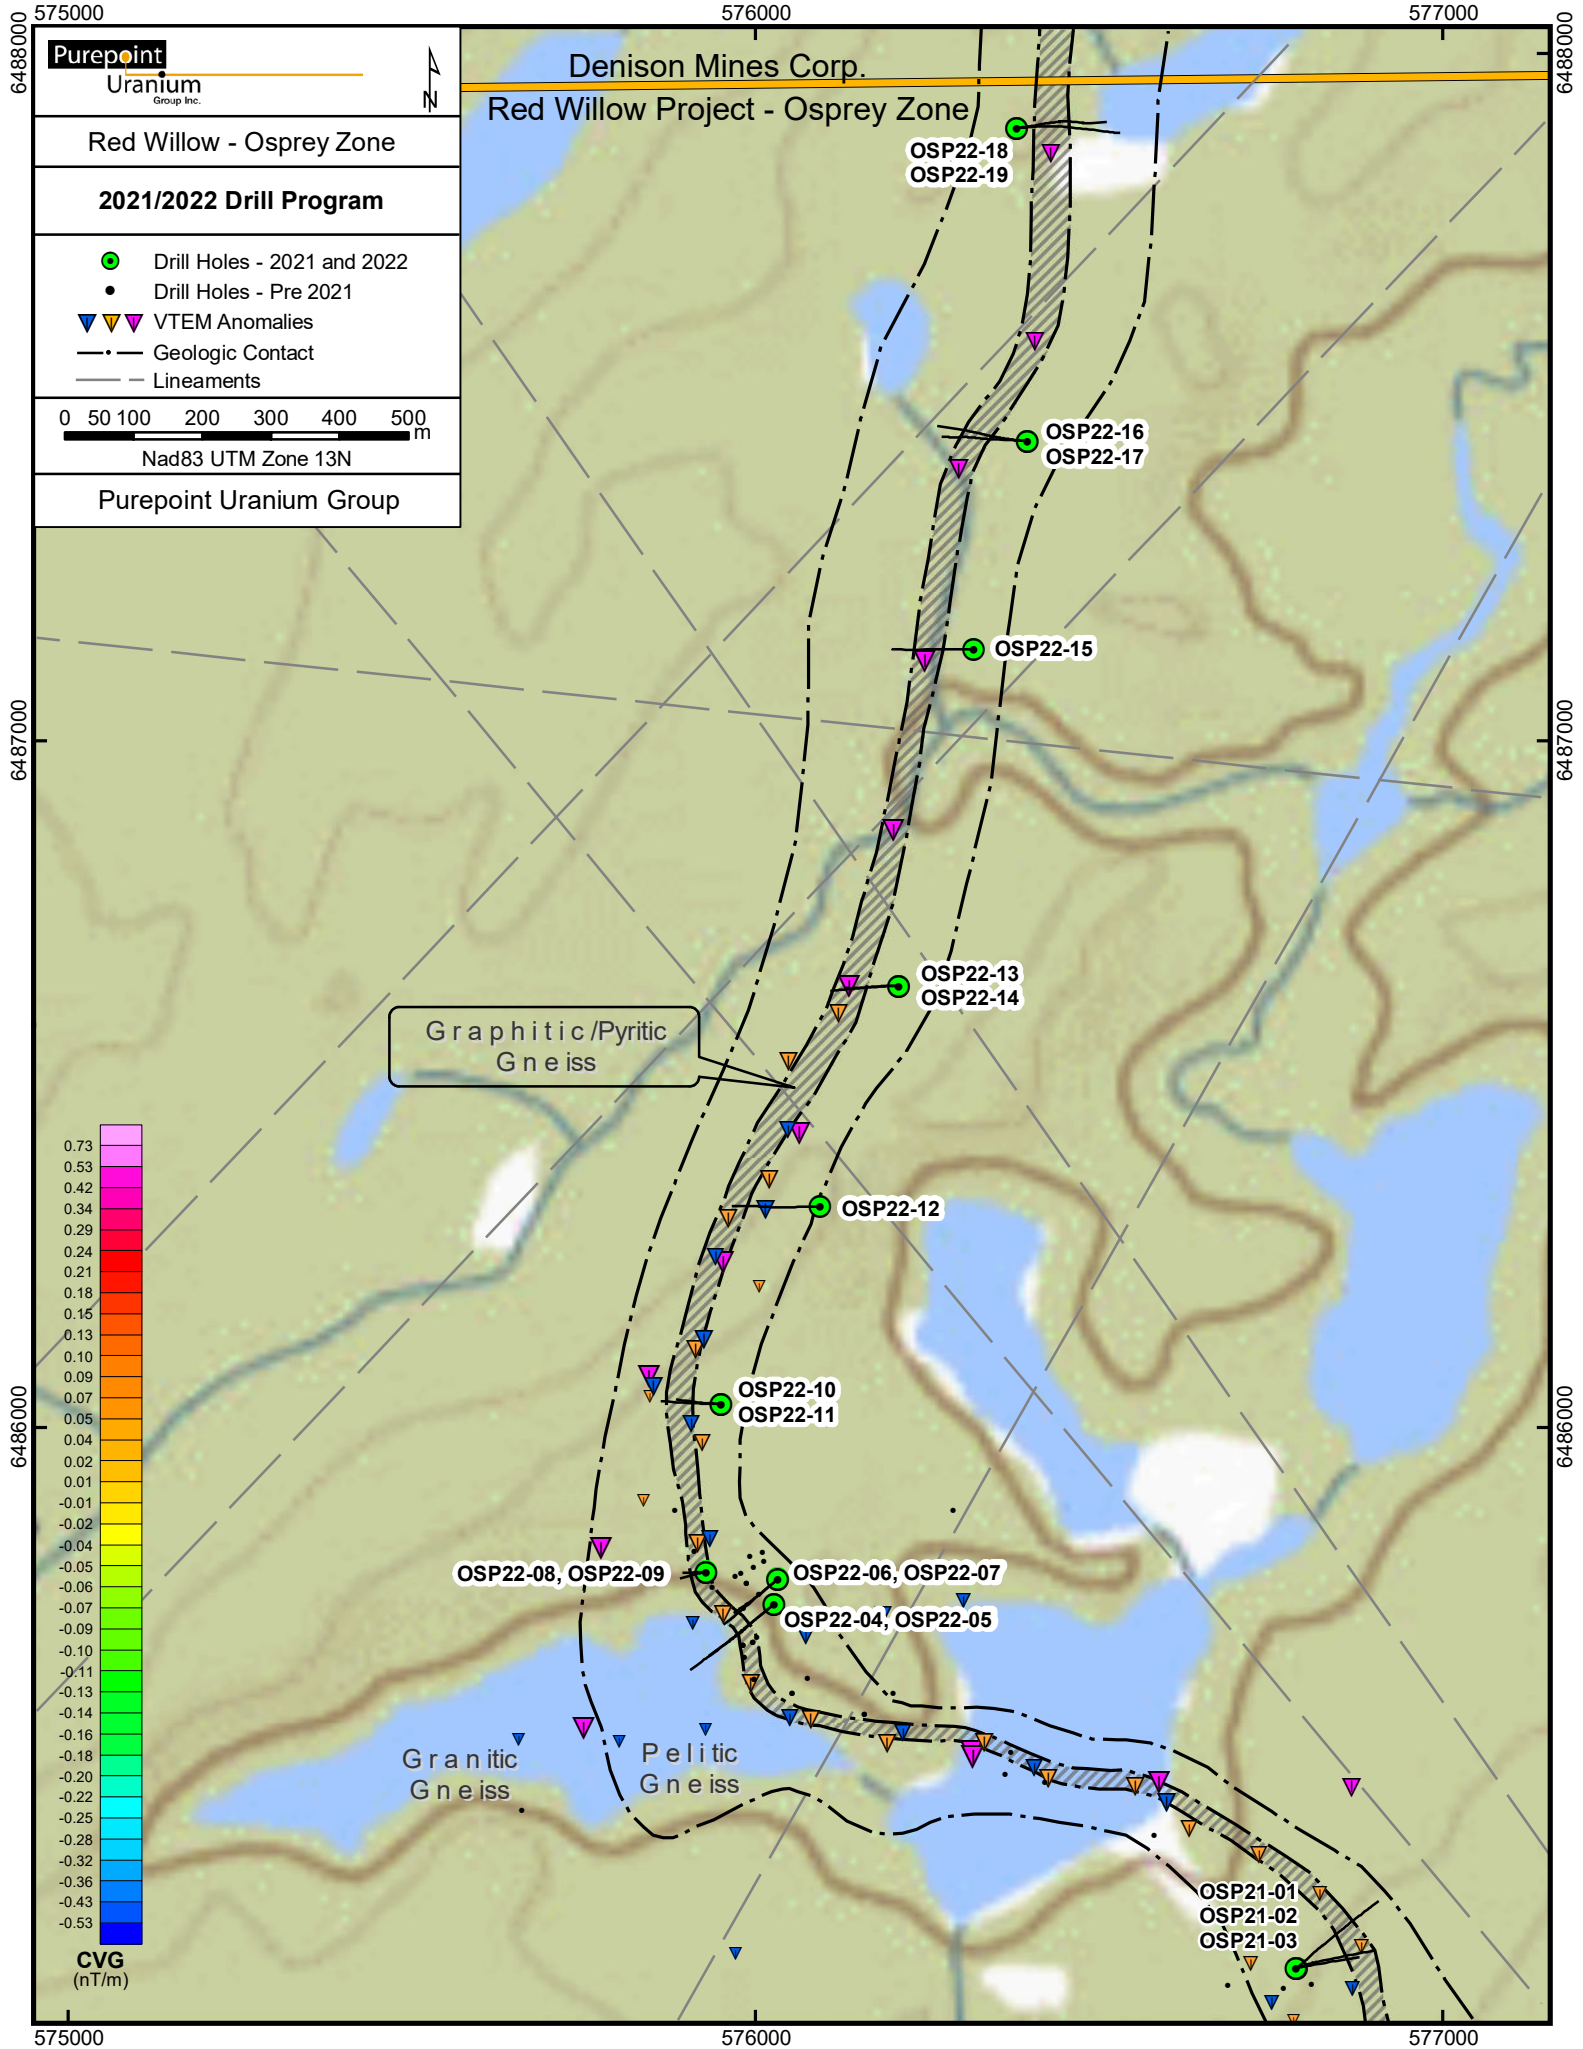 575000
576000
577000
6488000
6488000
Purepoint
Uranium
Group Inc.
N
Red Willow - Osprey Zone
2021/2022 Drill Program
Drill Holes - 2021 and 2022
Drill Holes - Pre 2021
VTEM Anomalies
Geologic Contact
Lineaments
0 50 100 200 300 400 500 m
Nad83 UTM Zone 13N
Purepoint Uranium Group
Denison Mines Corp.
Red Willow Project - Osprey Zone
OSP22-18
OSP22-19
OSP22-16
OSP22-17
OSP22-15
6487000
6487000
OSP22-13
OSP22-14
Graphitic/Pyritic
Gneiss
OSP22-12
OSP22-10
OSP22-11
6486000
6486000
OSP22-08, OSP22-09
OSP22-06, OSP22-07
OSP22-04, OSP22-05
Granitic
Gneiss
Pelitic
Gneiss
OSP21-01
OSP21-02
OSP21-03
0.73
0.53
0.42
0.34
0.29
0.24
0.21
0.18
0.15
0.13
0.10
0.09
0.07
0.05
0.04
0.02
0.01
-0.01
-0.02
-0.04
-0.05
-0.06
-0.07
-0.09
-0.10
-0.11
-0.13
-0.14
-0.16
-0.18
-0.20
-0.22
-0.25
-0.28
-0.32
-0.36
-0.43
-0.53
CVG
(nT/m)
575000
576000
577000